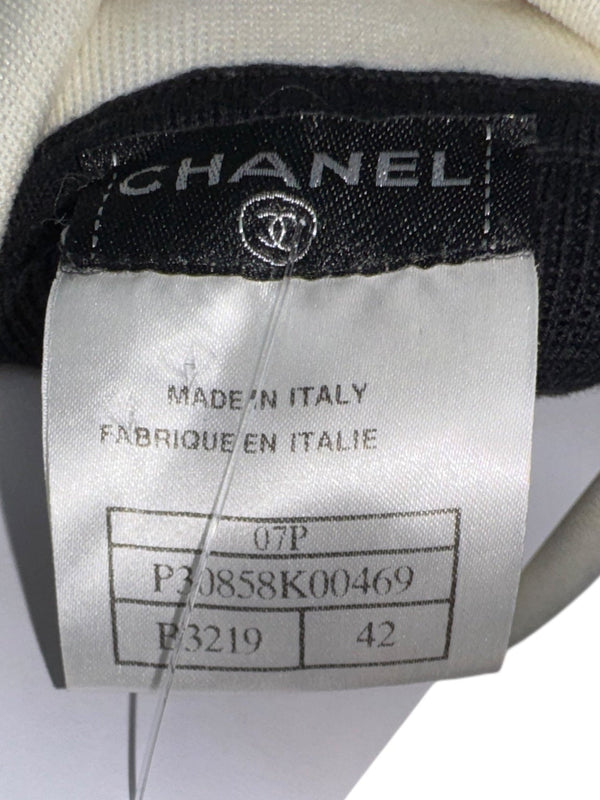 CHANEL
MADE IN ITALY
FABRIQUE EN ITALIE
07P
P30858K00469
B3219 42